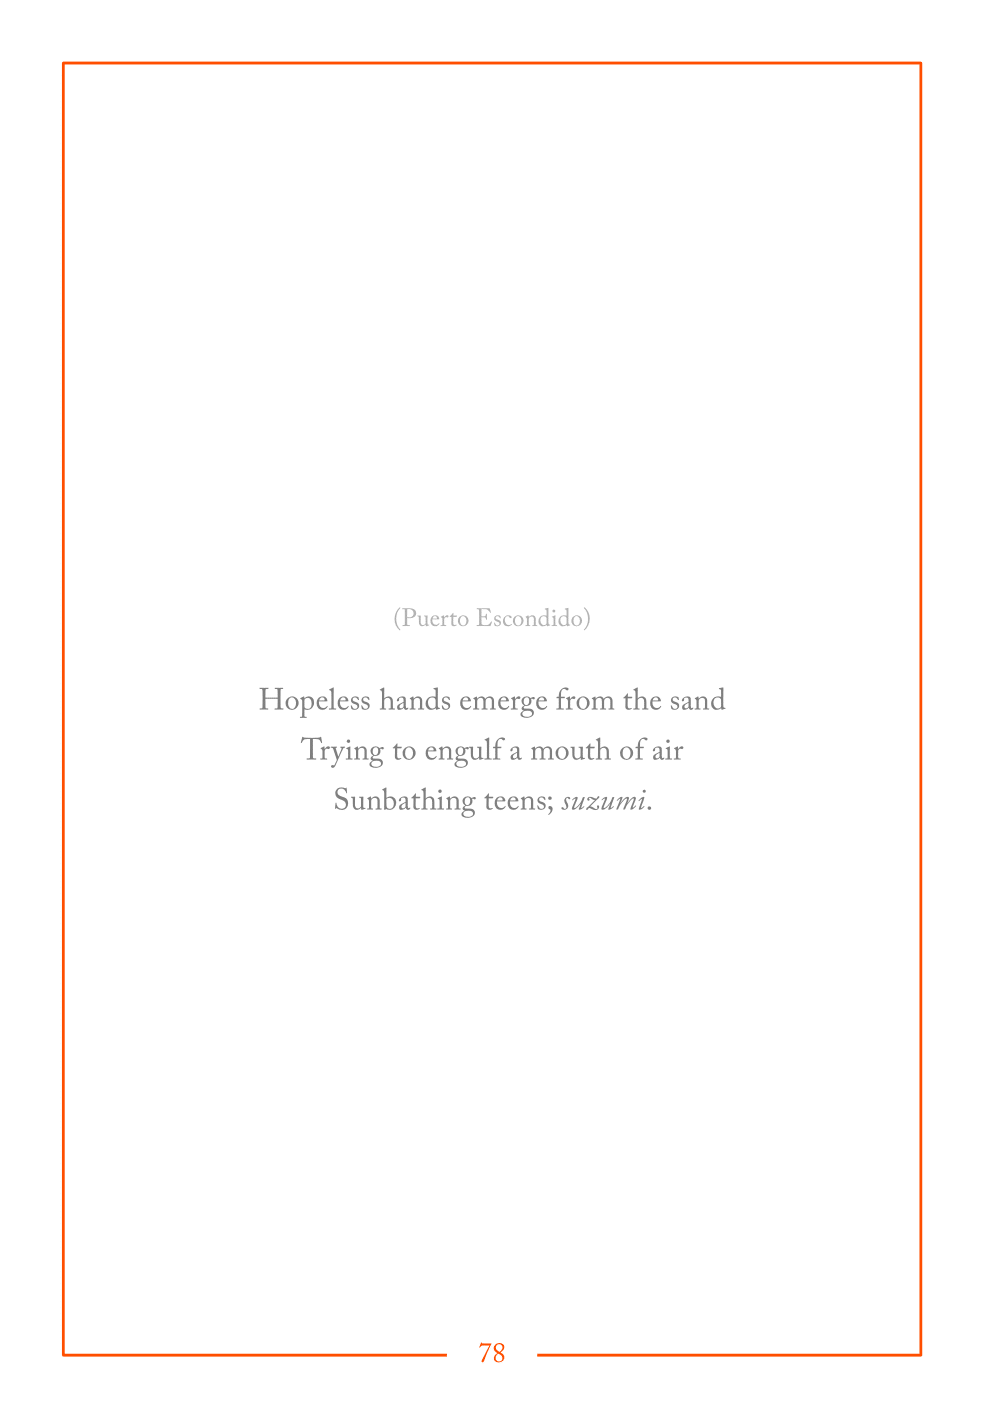 (Puerto Escondido)
Hopeless hands emerge from the sand
Trying to engulf a mouth of air
Sunbathing teens; suzumi.
78